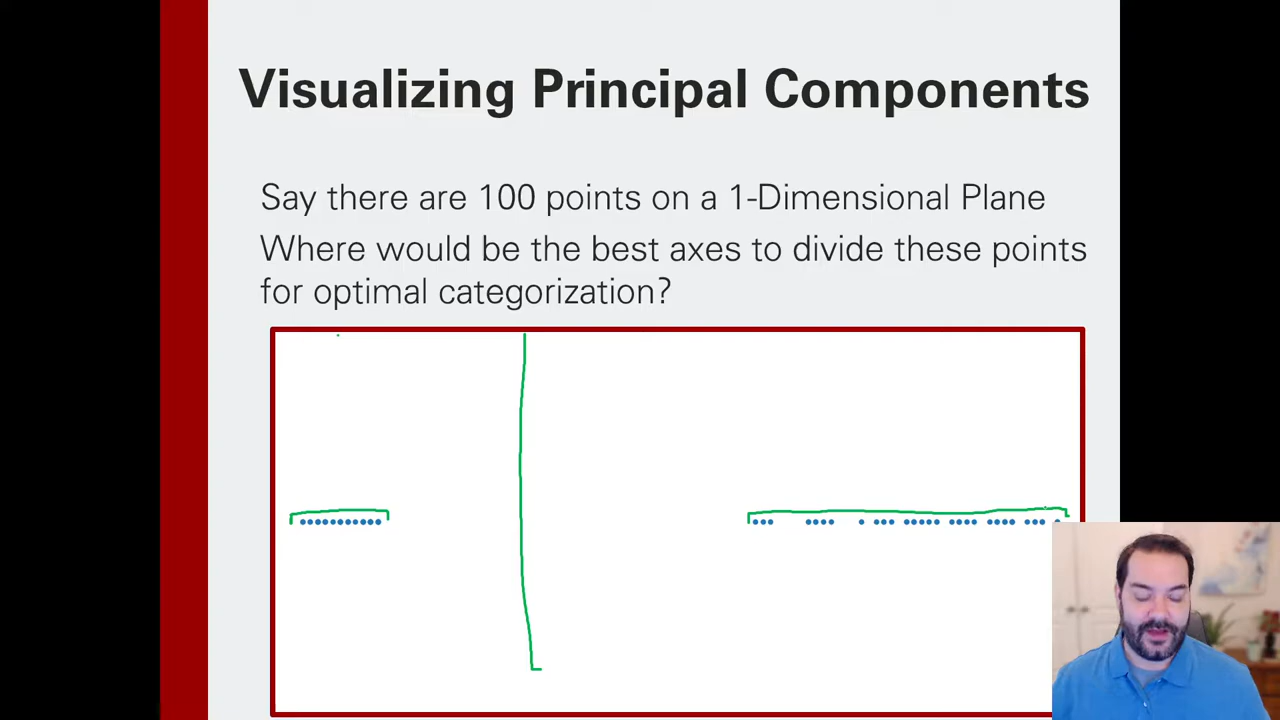 Visualizing Principal Components
Say there are 100 points on a 1-Dimensional Plane
Where would be the best axes to divide these points
for optimal categorization?